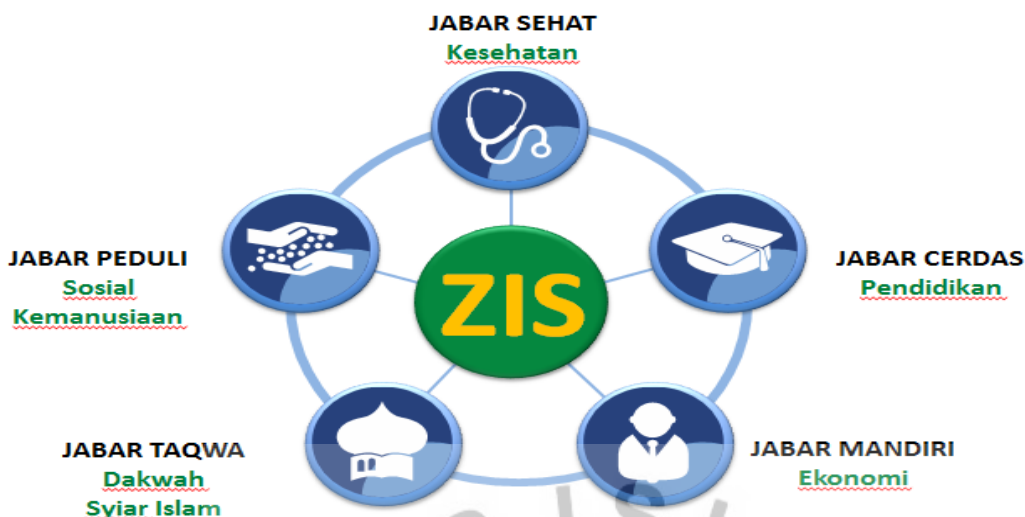 JABAR SEHAT
Kesehatan
JABAR PEDULI
Sosial
Kemanusiaan
ZIS
JABAR CERDAS
Pendidikan
JABAR TAQWA
Dakwah
Syiar Islam
JABAR MANDIRI
Ekonomi